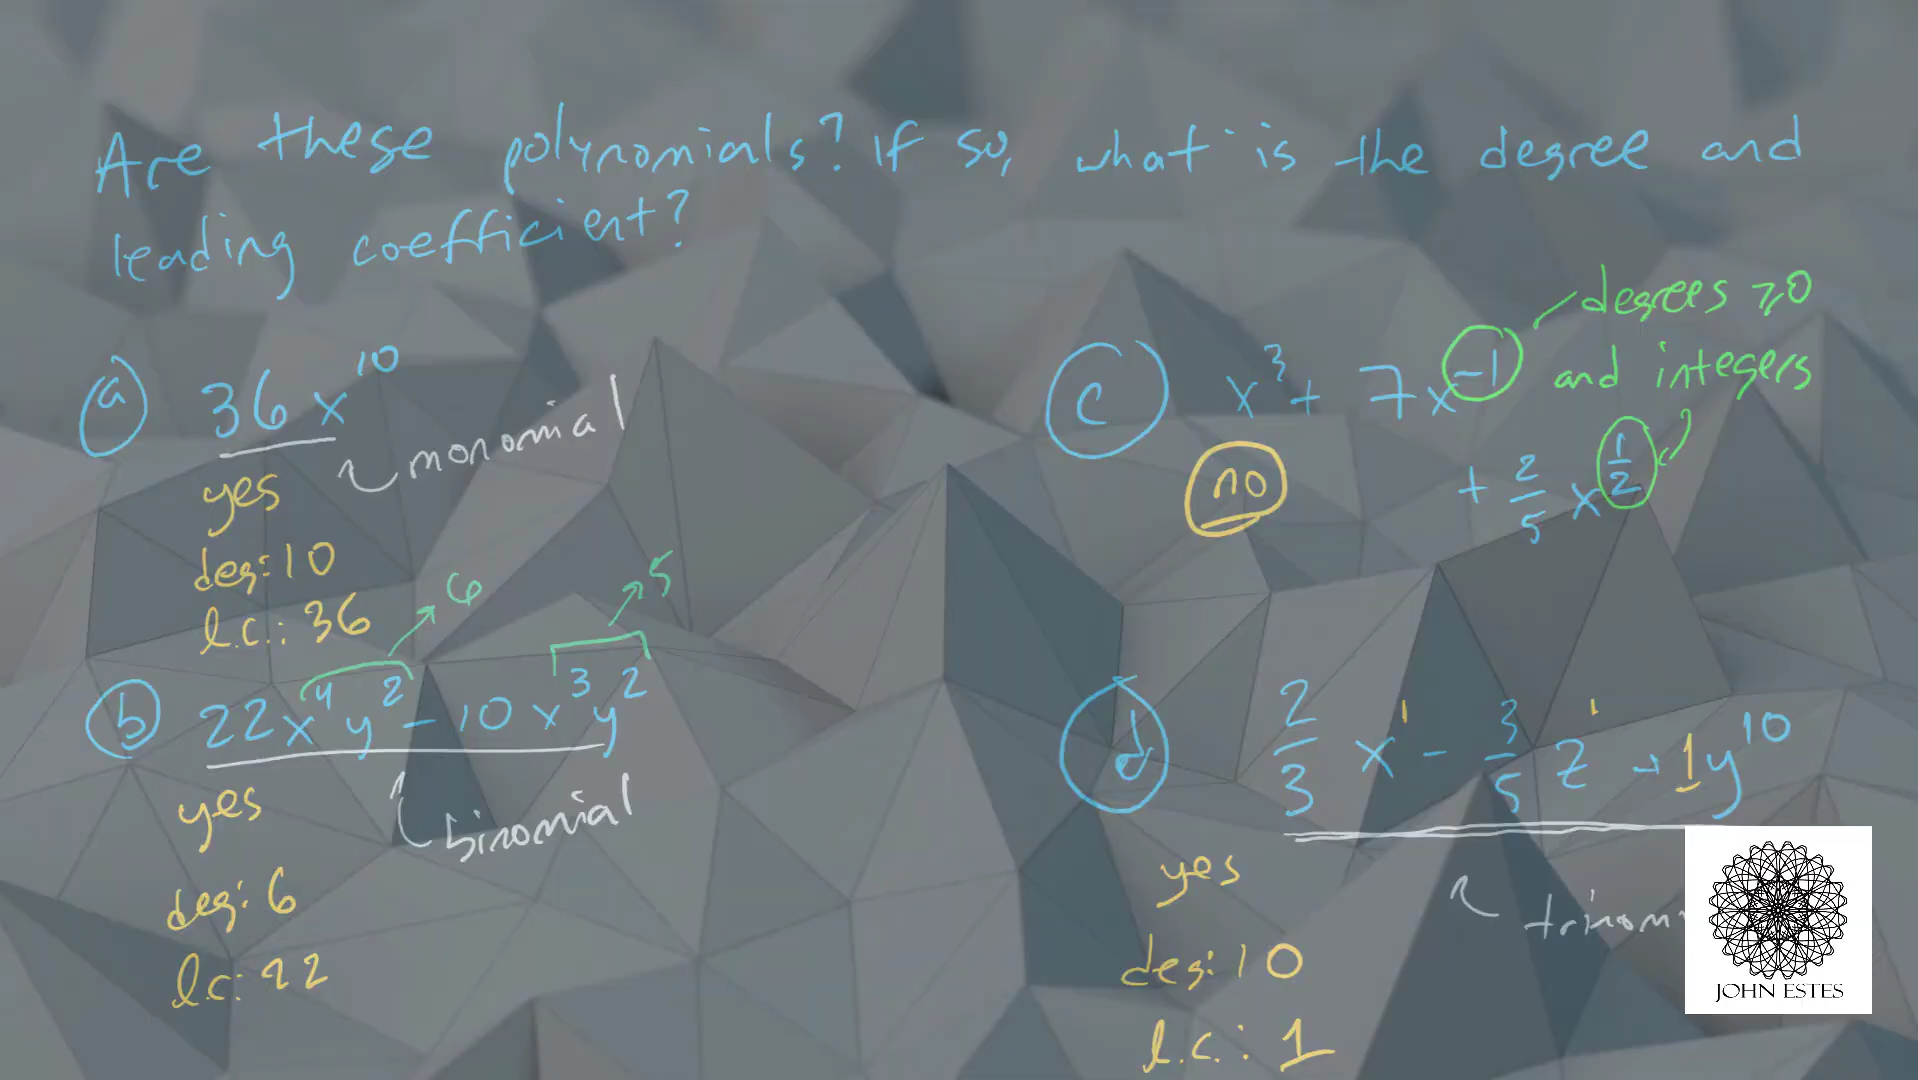 Are these polynomials? If so, what is the degree and
leading coefficient?
a 36x^10
monomial
yes
deg: 10
l.c.: 36
6
5
b 22x^4y^2 - 10x^3y^2
binomial
yes
deg: 6
l.c: 22
degrees ≥ 0
and integers
c x^3 + 7x^-1
+ 2/5 x^1/2
no
d 2/3 x^1 - 3/5 z^1 + 1y^10
yes
trinom
deg: 10
l.c.: 1
JOHN ESTES